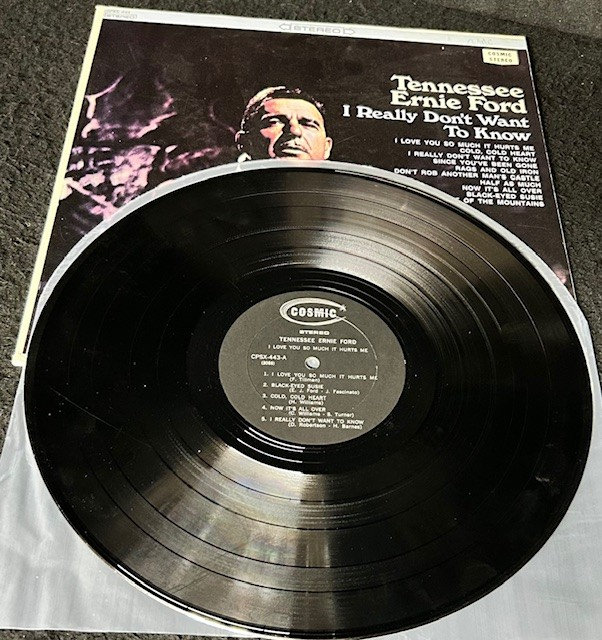 STEREO
COSMIC
STEREO
Tennessee
Ernie Ford
I Really Don't Want
To Know
I LOVE YOU SO MUCH IT HURTS ME
COLD, COLD HEART
I REALLY DON'T WANT TO KNOW
SINCE YOU'VE BEEN GONE
RAGS AND OLD IRON
DON'T ROB ANOTHER MAN'S CASTLE
HALF AS MUCH
NOW IT'S ALL OVER
BLACK-EYED SUSIE
OF THE MOUNTAINS
COSMIC
STEREO
TENNESSEE ERNIE FORD
I LOVE YOU SO MUCH IT HURTS ME
CPSX-443-A
1. I LOVE YOU SO MUCH IT HURTS ME
(F. Tillman)
2. BLACK-EYED SUSIE
(E. J. Ford - J. Fascinato)
3. COLD, COLD HEART
(H. Williams)
4. NOW IT'S ALL OVER
(C. Williams - S. Turner)
5. I REALLY DON'T WANT TO KNOW
(D. Robertson - H. Barnes)